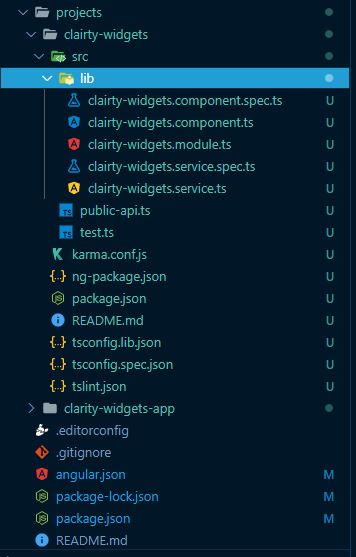 projects
clairty-widgets
src
lib
clairty-widgets.component.spec.ts U
clairty-widgets.component.ts U
clairty-widgets.module.ts U
clairty-widgets.service.spec.ts U
clairty-widgets.service.ts U
TS public-api.ts U
TS test.ts U
karma.conf.js U
{..} ng-package.json U
package.json U
README.md U
{..} tsconfig.lib.json U
{..} tsconfig.spec.json U
{..} tslint.json U
clarity-widgets-app
.editorconfig
.gitignore
angular.json M
package-lock.json M
package.json M
README.md